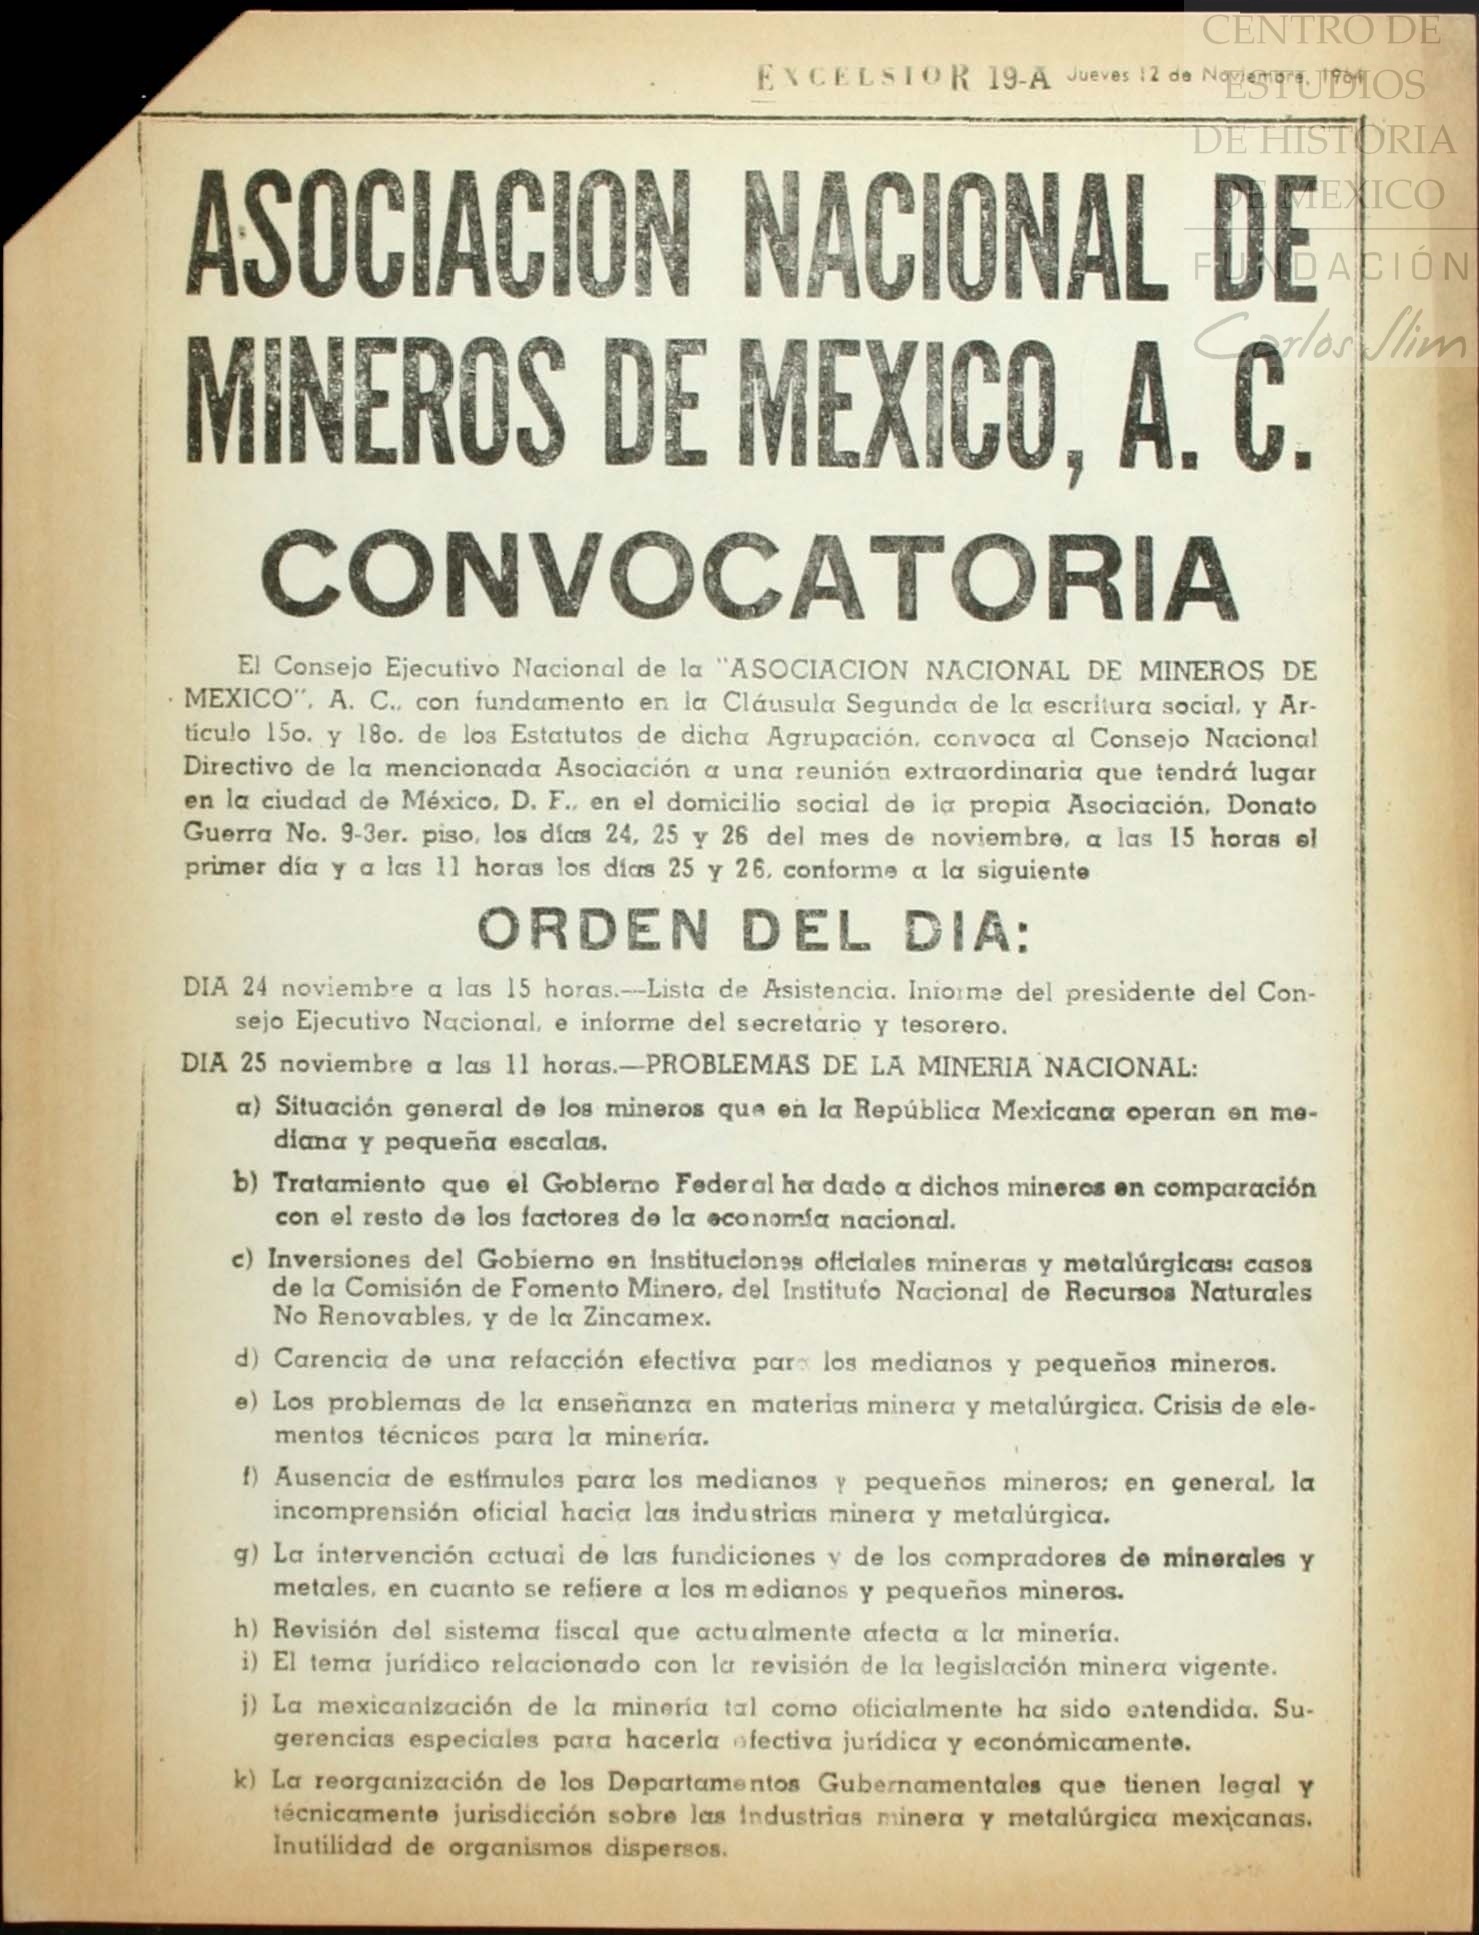 EXCELSIOR 19-A Jueves 12 de Noviembre, 1964
CENTRO DE
ESTUDIOS
DE HISTORIA
DE MEXICO
FUNDACIÓN
Carlos Slim
ASOCIACION NACIONAL DE
MINEROS DE MEXICO, A. C.
CONVOCATORIA
El Consejo Ejecutivo Nacional de la "ASOCIACION NACIONAL DE MINEROS DE
MEXICO", A. C., con fundamento en la Cláusula Segunda de la escritura social, y Ar-
tículo 15o. y 18o. de los Estatutos de dicha Agrupación, convoca al Consejo Nacional
Directivo de la mencionada Asociación a una reunión extraordinaria que tendrá lugar
en la ciudad de México, D. F., en el domicilio social de la propia Asociación, Donato
Guerra No. 9-3er. piso, los días 24, 25 y 26 del mes de noviembre, a las 15 horas el
primer día y a las 11 horas los días 25 y 26, conforme a la siguiente
ORDEN DEL DIA:
DIA 24 noviembre a las 15 horas.—Lista de Asistencia. Informe del presidente del Con-
sejo Ejecutivo Nacional, e informe del secretario y tesorero.
DIA 25 noviembre a las 11 horas.—PROBLEMAS DE LA MINERIA NACIONAL:
a) Situación general de los mineros que en la República Mexicana operan en me-
diana y pequeña escalas.
b) Tratamiento que el Gobierno Federal ha dado a dichos mineros en comparación
con el resto de los factores de la economía nacional.
c) Inversiones del Gobierno en instituciones oficiales mineras y metalúrgicas: casos
de la Comisión de Fomento Minero, del Instituto Nacional de Recursos Naturales
No Renovables, y de la Zincamex.
d) Carencia de una refacción efectiva para los medianos y pequeños mineros.
e) Los problemas de la enseñanza en materias minera y metalúrgica. Crisis de ele-
mentos técnicos para la minería.
f) Ausencia de estímulos para los medianos y pequeños mineros; en general, la
incomprensión oficial hacia las industrias minera y metalúrgica.
g) La intervención actual de las fundiciones y de los compradores de minerales y
metales, en cuanto se refiere a los medianos y pequeños mineros.
h) Revisión del sistema fiscal que actualmente afecta a la minería.
i) El tema jurídico relacionado con la revisión de la legislación minera vigente.
j) La mexicanización de la minería tal como oficialmente ha sido entendida. Su-
gerencias especiales para hacerla efectiva jurídica y económicamente.
k) La reorganización de los Departamentos Gubernamentales que tienen legal y
técnicamente jurisdicción sobre las industrias minera y metalúrgica mexicanas.
Inutilidad de organismos dispersos.